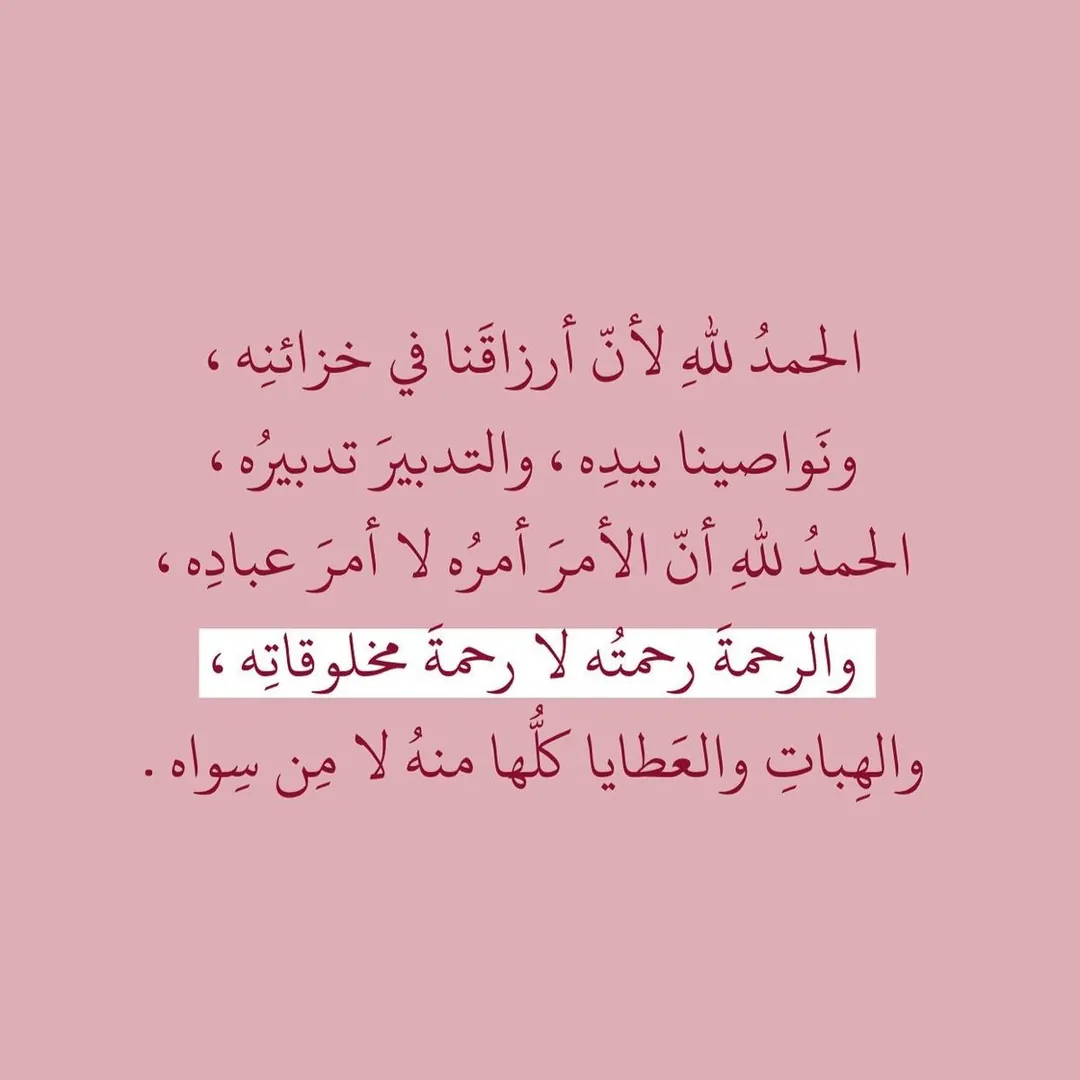 الحمدُ للهِ لأنّ أرزاقَنا في خزائنِه ،
ونَواصينا بيدِه ، والتدبيرَ تدبيرُه ،
الحمدُ للهِ أنّ الأمرَ أمرُه لا أمرَ عبادِه ،
والرحمةَ رحمتُه لا رحمةَ مخلوقاتِه ،
والهِباتِ والعَطايا كلُّها منهُ لا مِن سِواه .